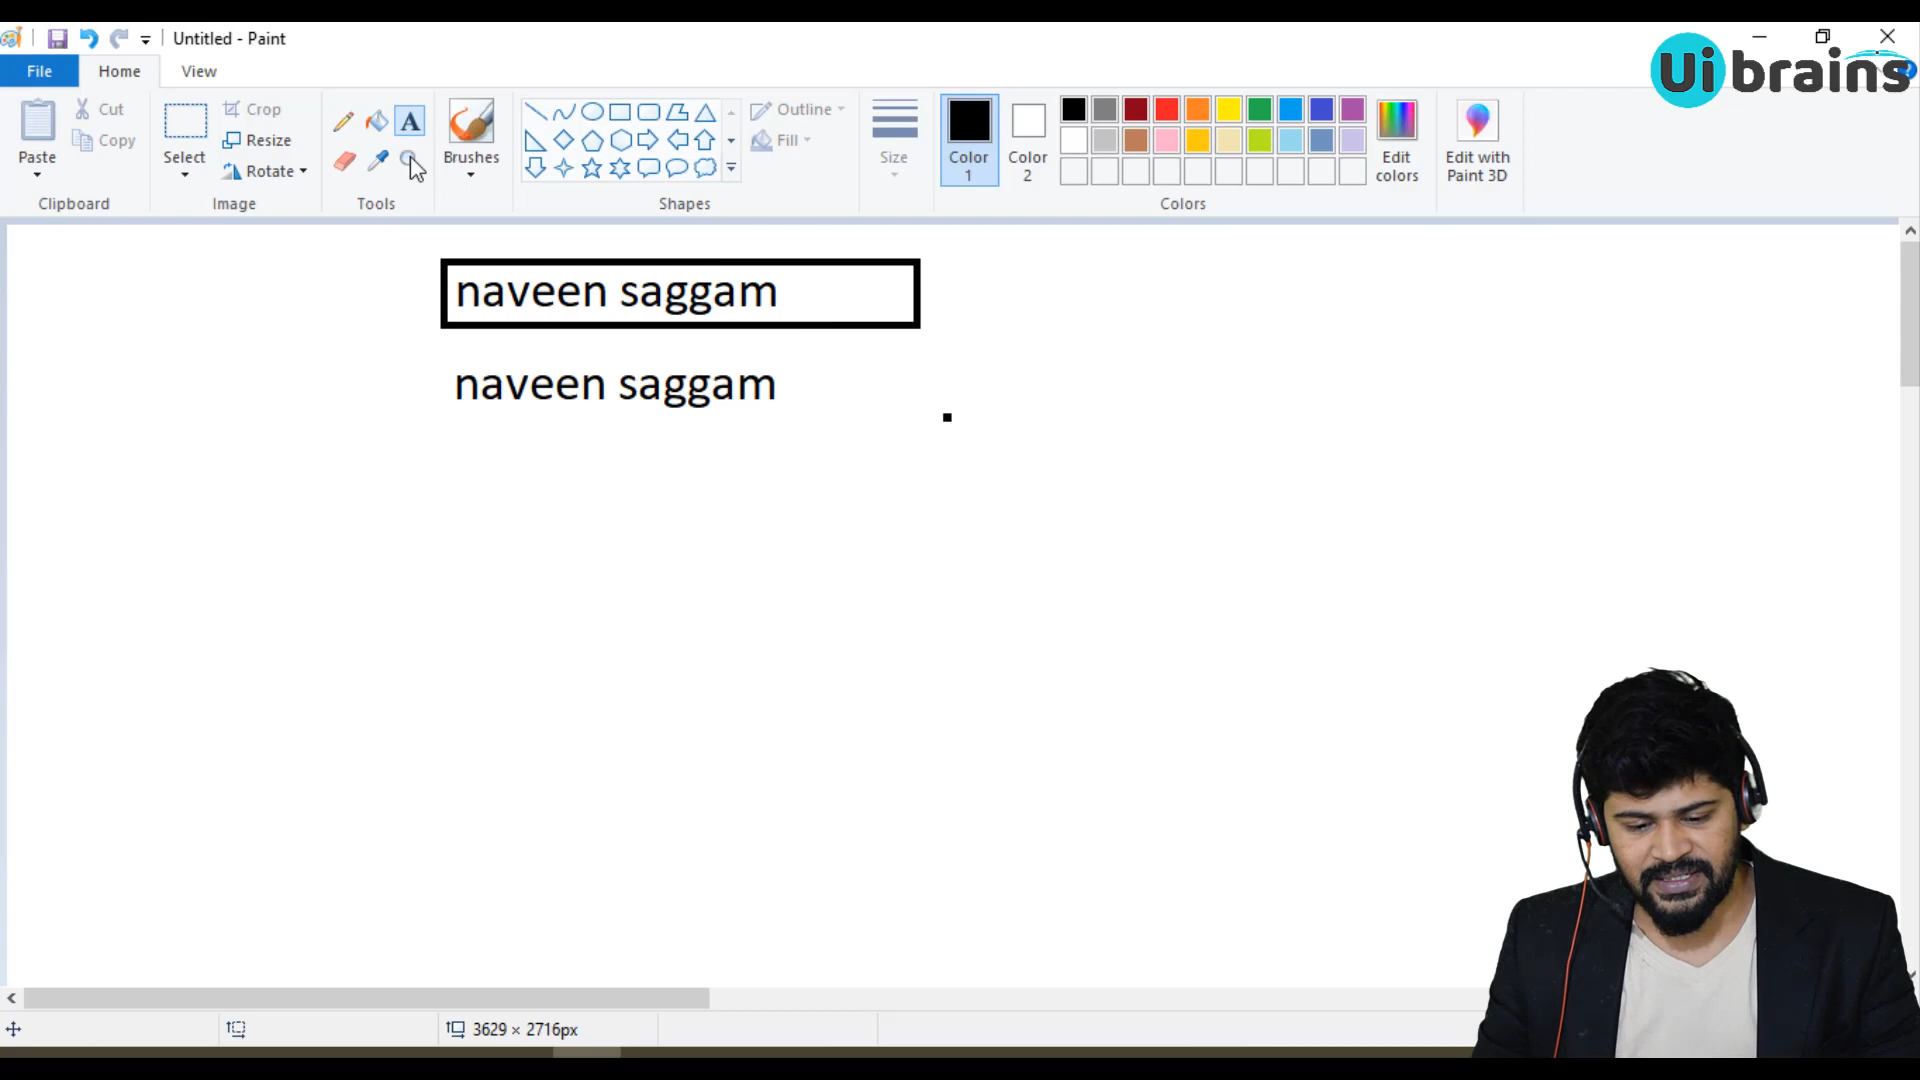 Untitled - Paint
Ui brains
File Home View
Paste
Cut
Copy
Clipboard
Select
Crop
Resize
Rotate
Image
A
Tools
Brushes
Shapes
Outline
Fill
Size
Color 1
Color 2
Colors
Edit colors
Edit with Paint 3D
naveen saggam
naveen saggam
3629 × 2716px